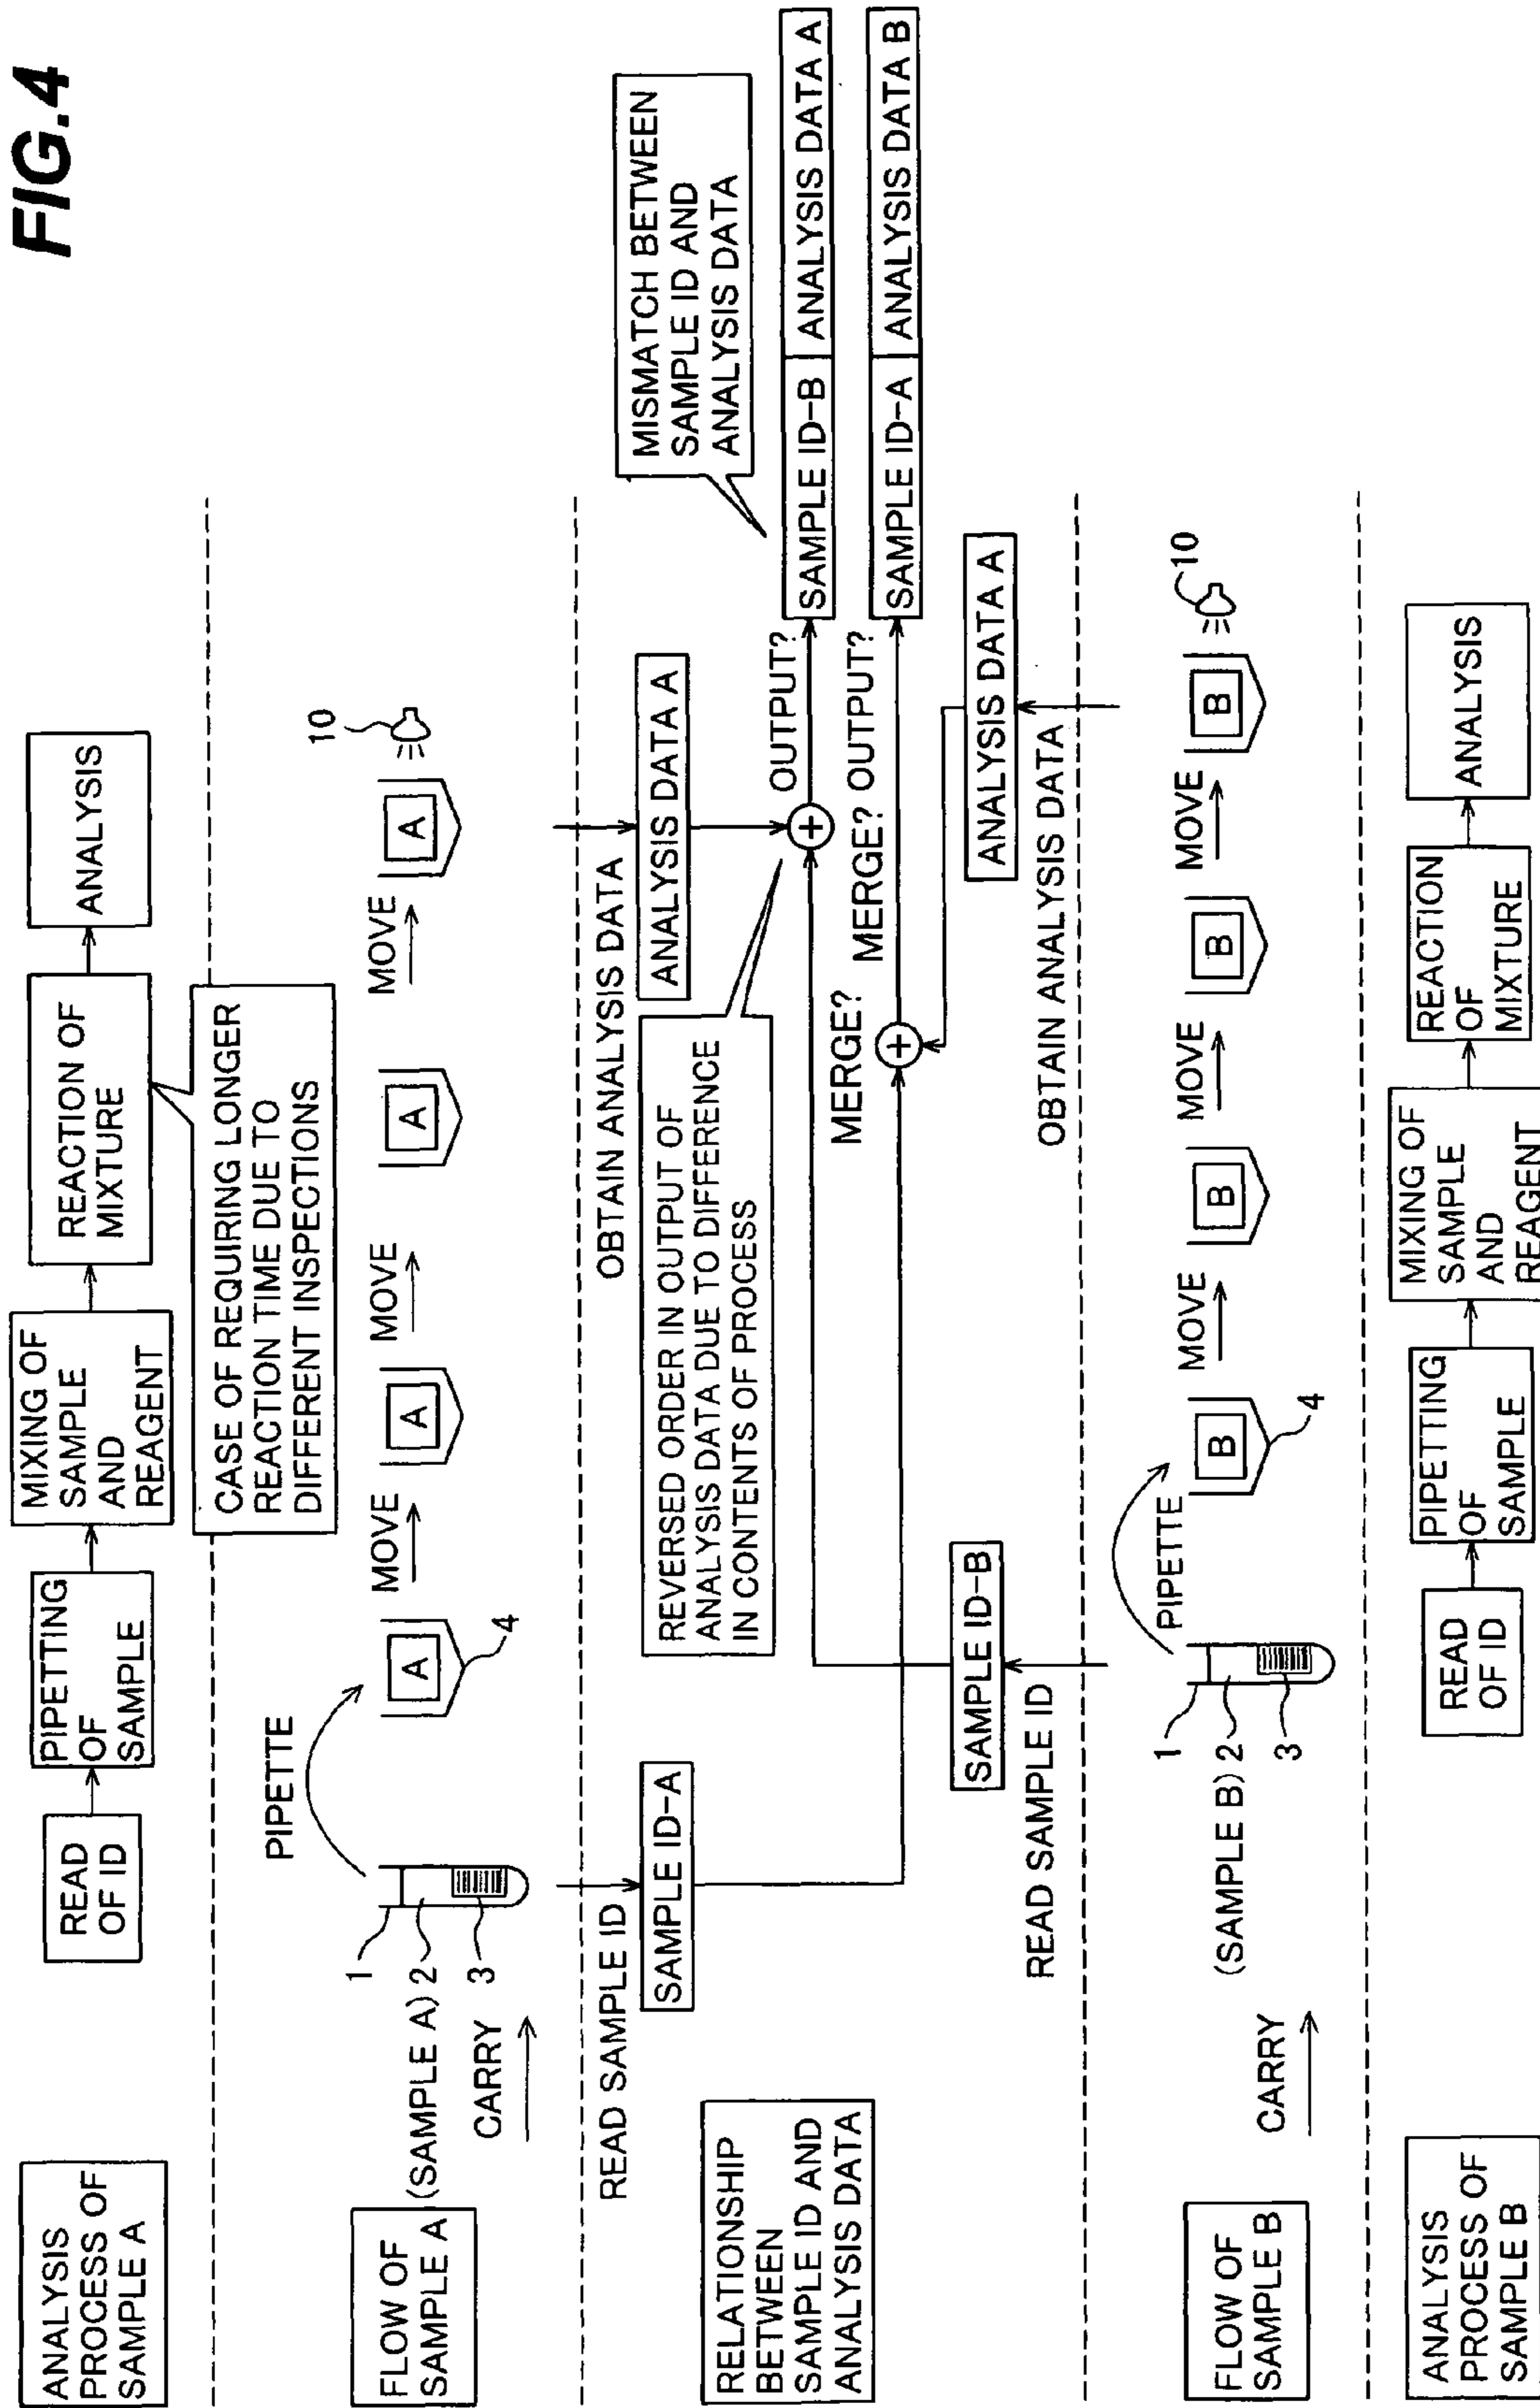 FIG.4
ANALYSIS
PROCESS OF
SAMPLE A
READ
OF ID
PIPETTING
OF
SAMPLE
MIXING OF
SAMPLE
AND
REAGENT
REACTION OF
MIXTURE
ANALYSIS
CASE OF REQUIRING LONGER
REACTION TIME DUE TO
DIFFERENT INSPECTIONS
FLOW OF
SAMPLE A
1
(SAMPLE A) 2
3
CARRY
PIPETTE
A
4
MOVE
A
MOVE
A
MOVE
A
10
READ SAMPLE ID
SAMPLE ID-A
OBTAIN ANALYSIS DATA
ANALYSIS DATA A
RELATIONSHIP
BETWEEN
SAMPLE ID AND
ANALYSIS DATA
REVERSED ORDER IN OUTPUT OF
ANALYSIS DATA DUE TO DIFFERENCE
IN CONTENTS OF PROCESS
MISMATCH BETWEEN
SAMPLE ID AND
ANALYSIS DATA
OUTPUT?
SAMPLE ID-B
ANALYSIS DATA A
MERGE?
MERGE?
OUTPUT?
SAMPLE ID-A
ANALYSIS DATA B
SAMPLE ID-B
READ SAMPLE ID
ANALYSIS DATA A
OBTAIN ANALYSIS DATA
FLOW OF
SAMPLE B
1
(SAMPLE B) 2
3
CARRY
PIPETTE
B
4
MOVE
B
MOVE
B
MOVE
B
10
ANALYSIS
PROCESS OF
SAMPLE B
READ
OF ID
PIPETTING
OF
SAMPLE
MIXING OF
SAMPLE
AND
REAGENT
REACTION
OF
MIXTURE
ANALYSIS